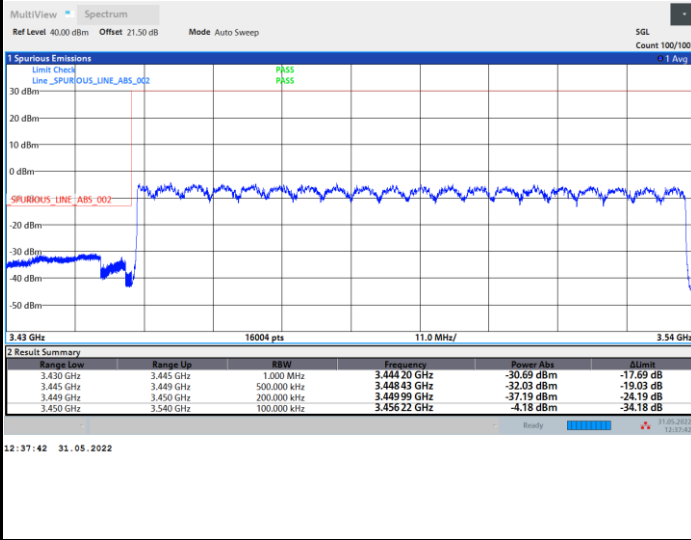 MultiView Spectrum
Ref Level 40.00 dBm Offset 21.50 dB Mode Auto Sweep SGL
Count 100/100
1 Spurious Emissions 1 Avg
Limit Check PASS
Line _SPURIOUS_LINE_ABS_002 PASS
30 dBm
20 dBm
10 dBm
0 dBm
_SPURIOUS_LINE_ABS_002
-20 dBm
-30 dBm
-40 dBm
-50 dBm
3.43 GHz 16004 pts 11.0 MHz/ 3.54 GHz
2 Result Summary
Range Low Range Up RBW Frequency Power Abs ΔLimit
3.430 GHz 3.445 GHz 1.000 MHz 3.444 20 GHz -30.69 dBm -17.69 dB
3.445 GHz 3.449 GHz 500.000 kHz 3.448 43 GHz -32.03 dBm -19.03 dB
3.449 GHz 3.450 GHz 200.000 kHz 3.449 99 GHz -37.19 dBm -24.19 dB
3.450 GHz 3.540 GHz 100.000 kHz 3.456 22 GHz -4.18 dBm -34.18 dB
Ready 31.05.2022
12:37:42
12:37:42 31.05.2022